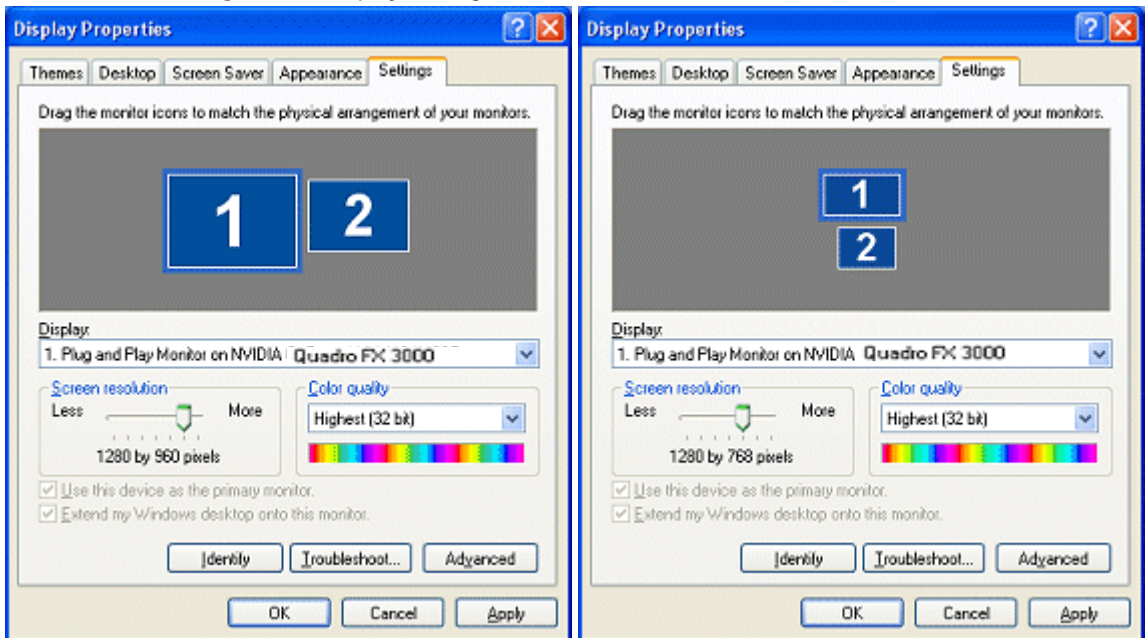 Display Properties
Themes Desktop Screen Saver Appearance Settings
Drag the monitor icons to match the physical arrangement of your monitors.
1 2
Display:
1. Plug and Play Monitor on NVIDIA Quadro FX 3000
Screen resolution
Less More
1280 by 960 pixels
Color quality
Highest (32 bit)
Use this device as the primary monitor.
Extend my Windows desktop onto this monitor.
Identify Troubleshoot... Advanced
OK Cancel Apply
Display Properties
Themes Desktop Screen Saver Appearance Settings
Drag the monitor icons to match the physical arrangement of your monitors.
1
2
Display:
1. Plug and Play Monitor on NVIDIA Quadro FX 3000
Screen resolution
Less More
1280 by 768 pixels
Color quality
Highest (32 bit)
Use this device as the primary monitor.
Extend my Windows desktop onto this monitor.
Identify Troubleshoot... Advanced
OK Cancel Apply